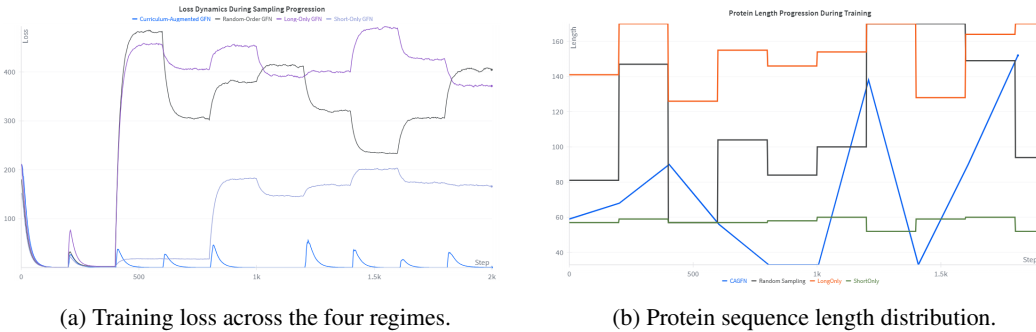 Loss Dynamics During Sampling Progression
Curriculum-Augmented GFN Random-Order GFN Long-Only GFN Short-Only GFN
Loss
400
300
200
100
Step
0 500 1k 1.5k 2k
(a) Training loss across the four regimes.
Protein Length Progression During Training
Length
160
140
120
100
80
60
40
Step
0 500 1k 1.5k
CAGFN Random Sampling LongOnly ShortOnly
(b) Protein sequence length distribution.